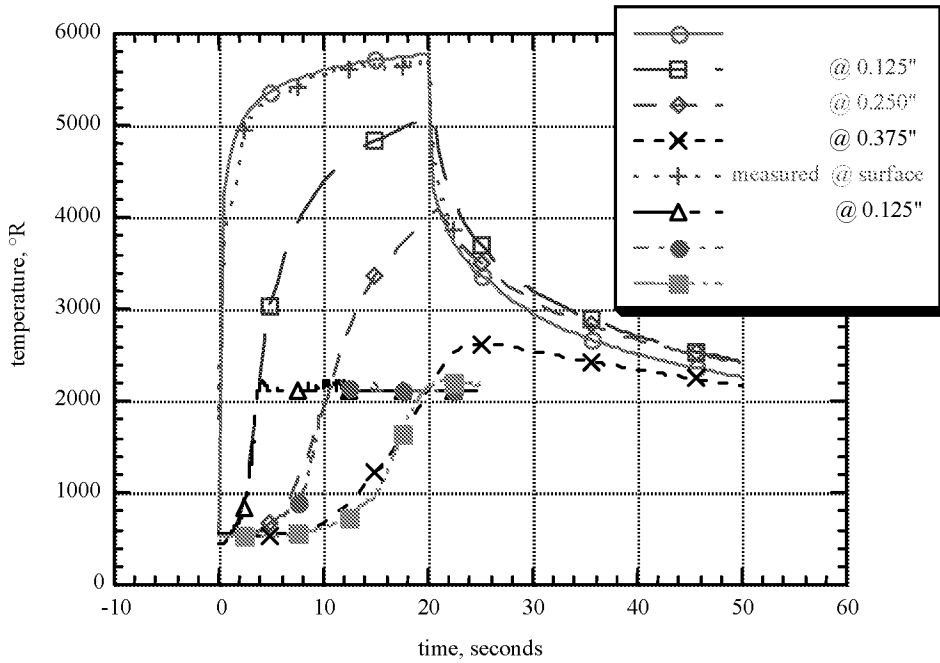 6000
5000
4000
3000
2000
1000
0
temperature, °R
-10 0 10 20 30 40 50 60
time, seconds
@ 0.125"
@ 0.250"
@ 0.375"
measured @ surface
@ 0.125"